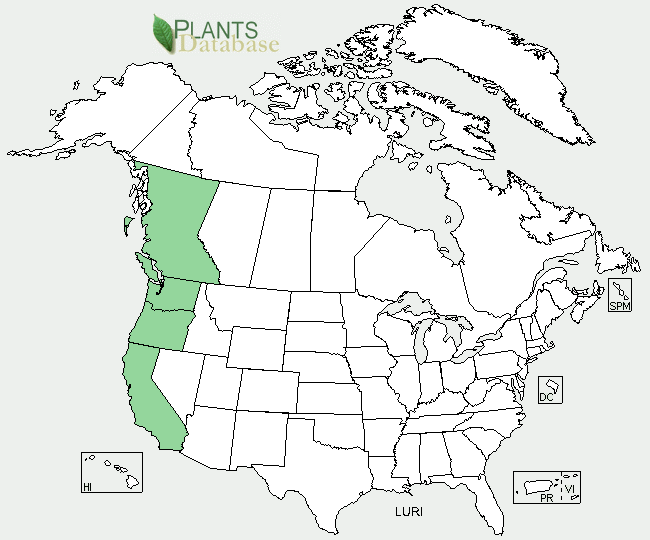 PLANTS
Database
SPM
DC
HI
PR
VI
LURI